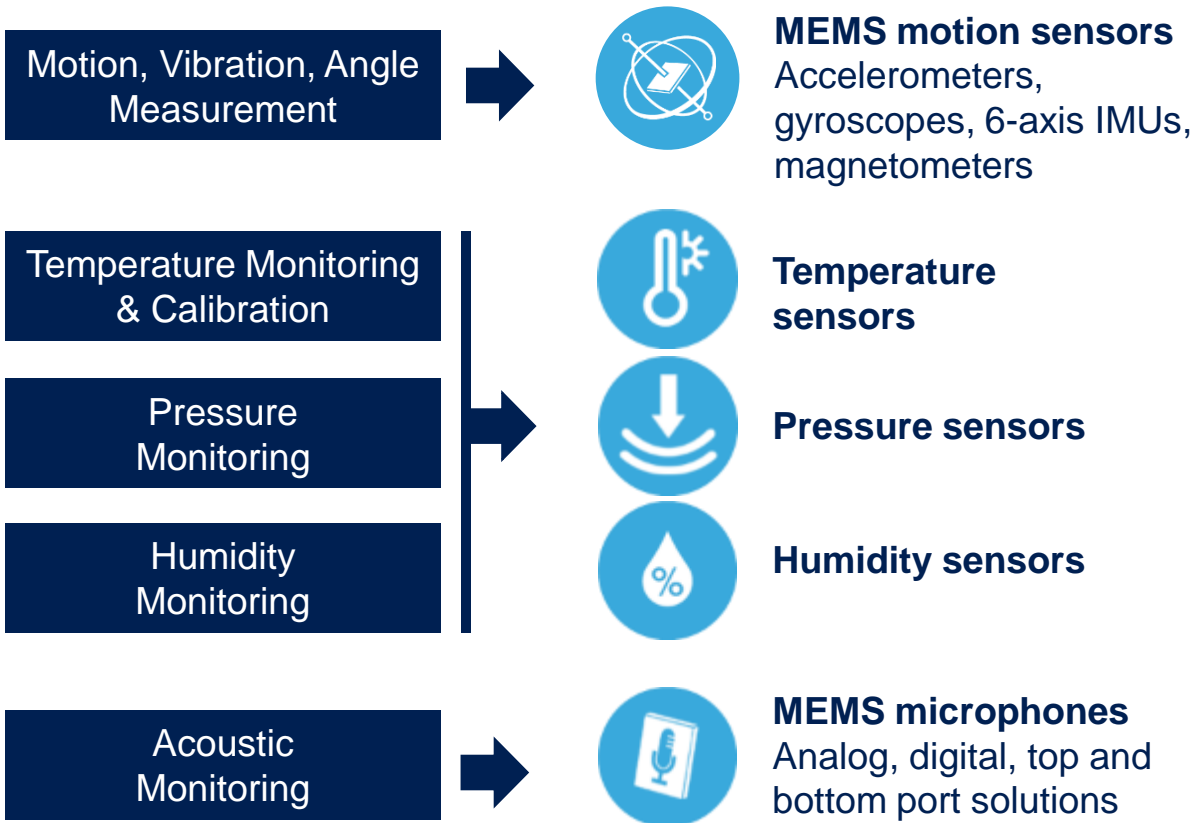 Motion, Vibration, Angle
Measurement
MEMS motion sensors
Accelerometers,
gyroscopes, 6-axis IMUs,
magnetometers
Temperature Monitoring
& Calibration
Temperature
sensors
Pressure
Monitoring
Pressure sensors
Humidity
Monitoring
%
Humidity sensors
Acoustic
Monitoring
MEMS microphones
Analog, digital, top and
bottom port solutions